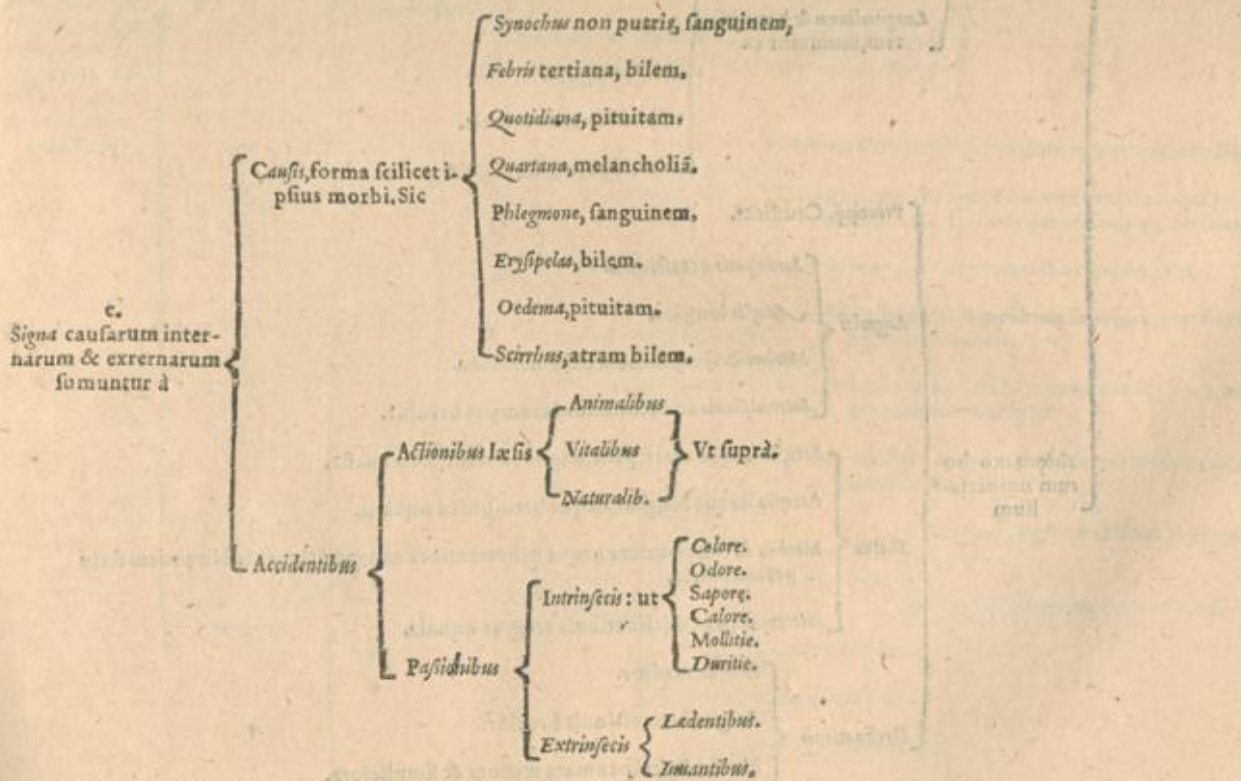 Synochus non putris, ſanguinem,
Febris tertiana, bilem.
Quotidiana, pituitam.
Cauſis, forma ſcilicet i-
pſius morbi. Sic
Quartana, melancholiã.
Phlegmone, ſanguinem.
Eryſipelas, bilem.
Oedema, pituitam.
Scirrhus, atram bilem.
e.
Signa cauſarum inter-
narum & exrernarum
ſomuntur à
Accidentibus
Actionibus læſis
Animalibus
Vitalibus
Naturalib.
Vt ſuprà.
Paſſionibus
Intrinſecis: ut
Colore.
Odore.
Sapore.
Calore.
Mollitie.
Duritie.
Extrinſecis
Lædentibus.
Iuuantibus.